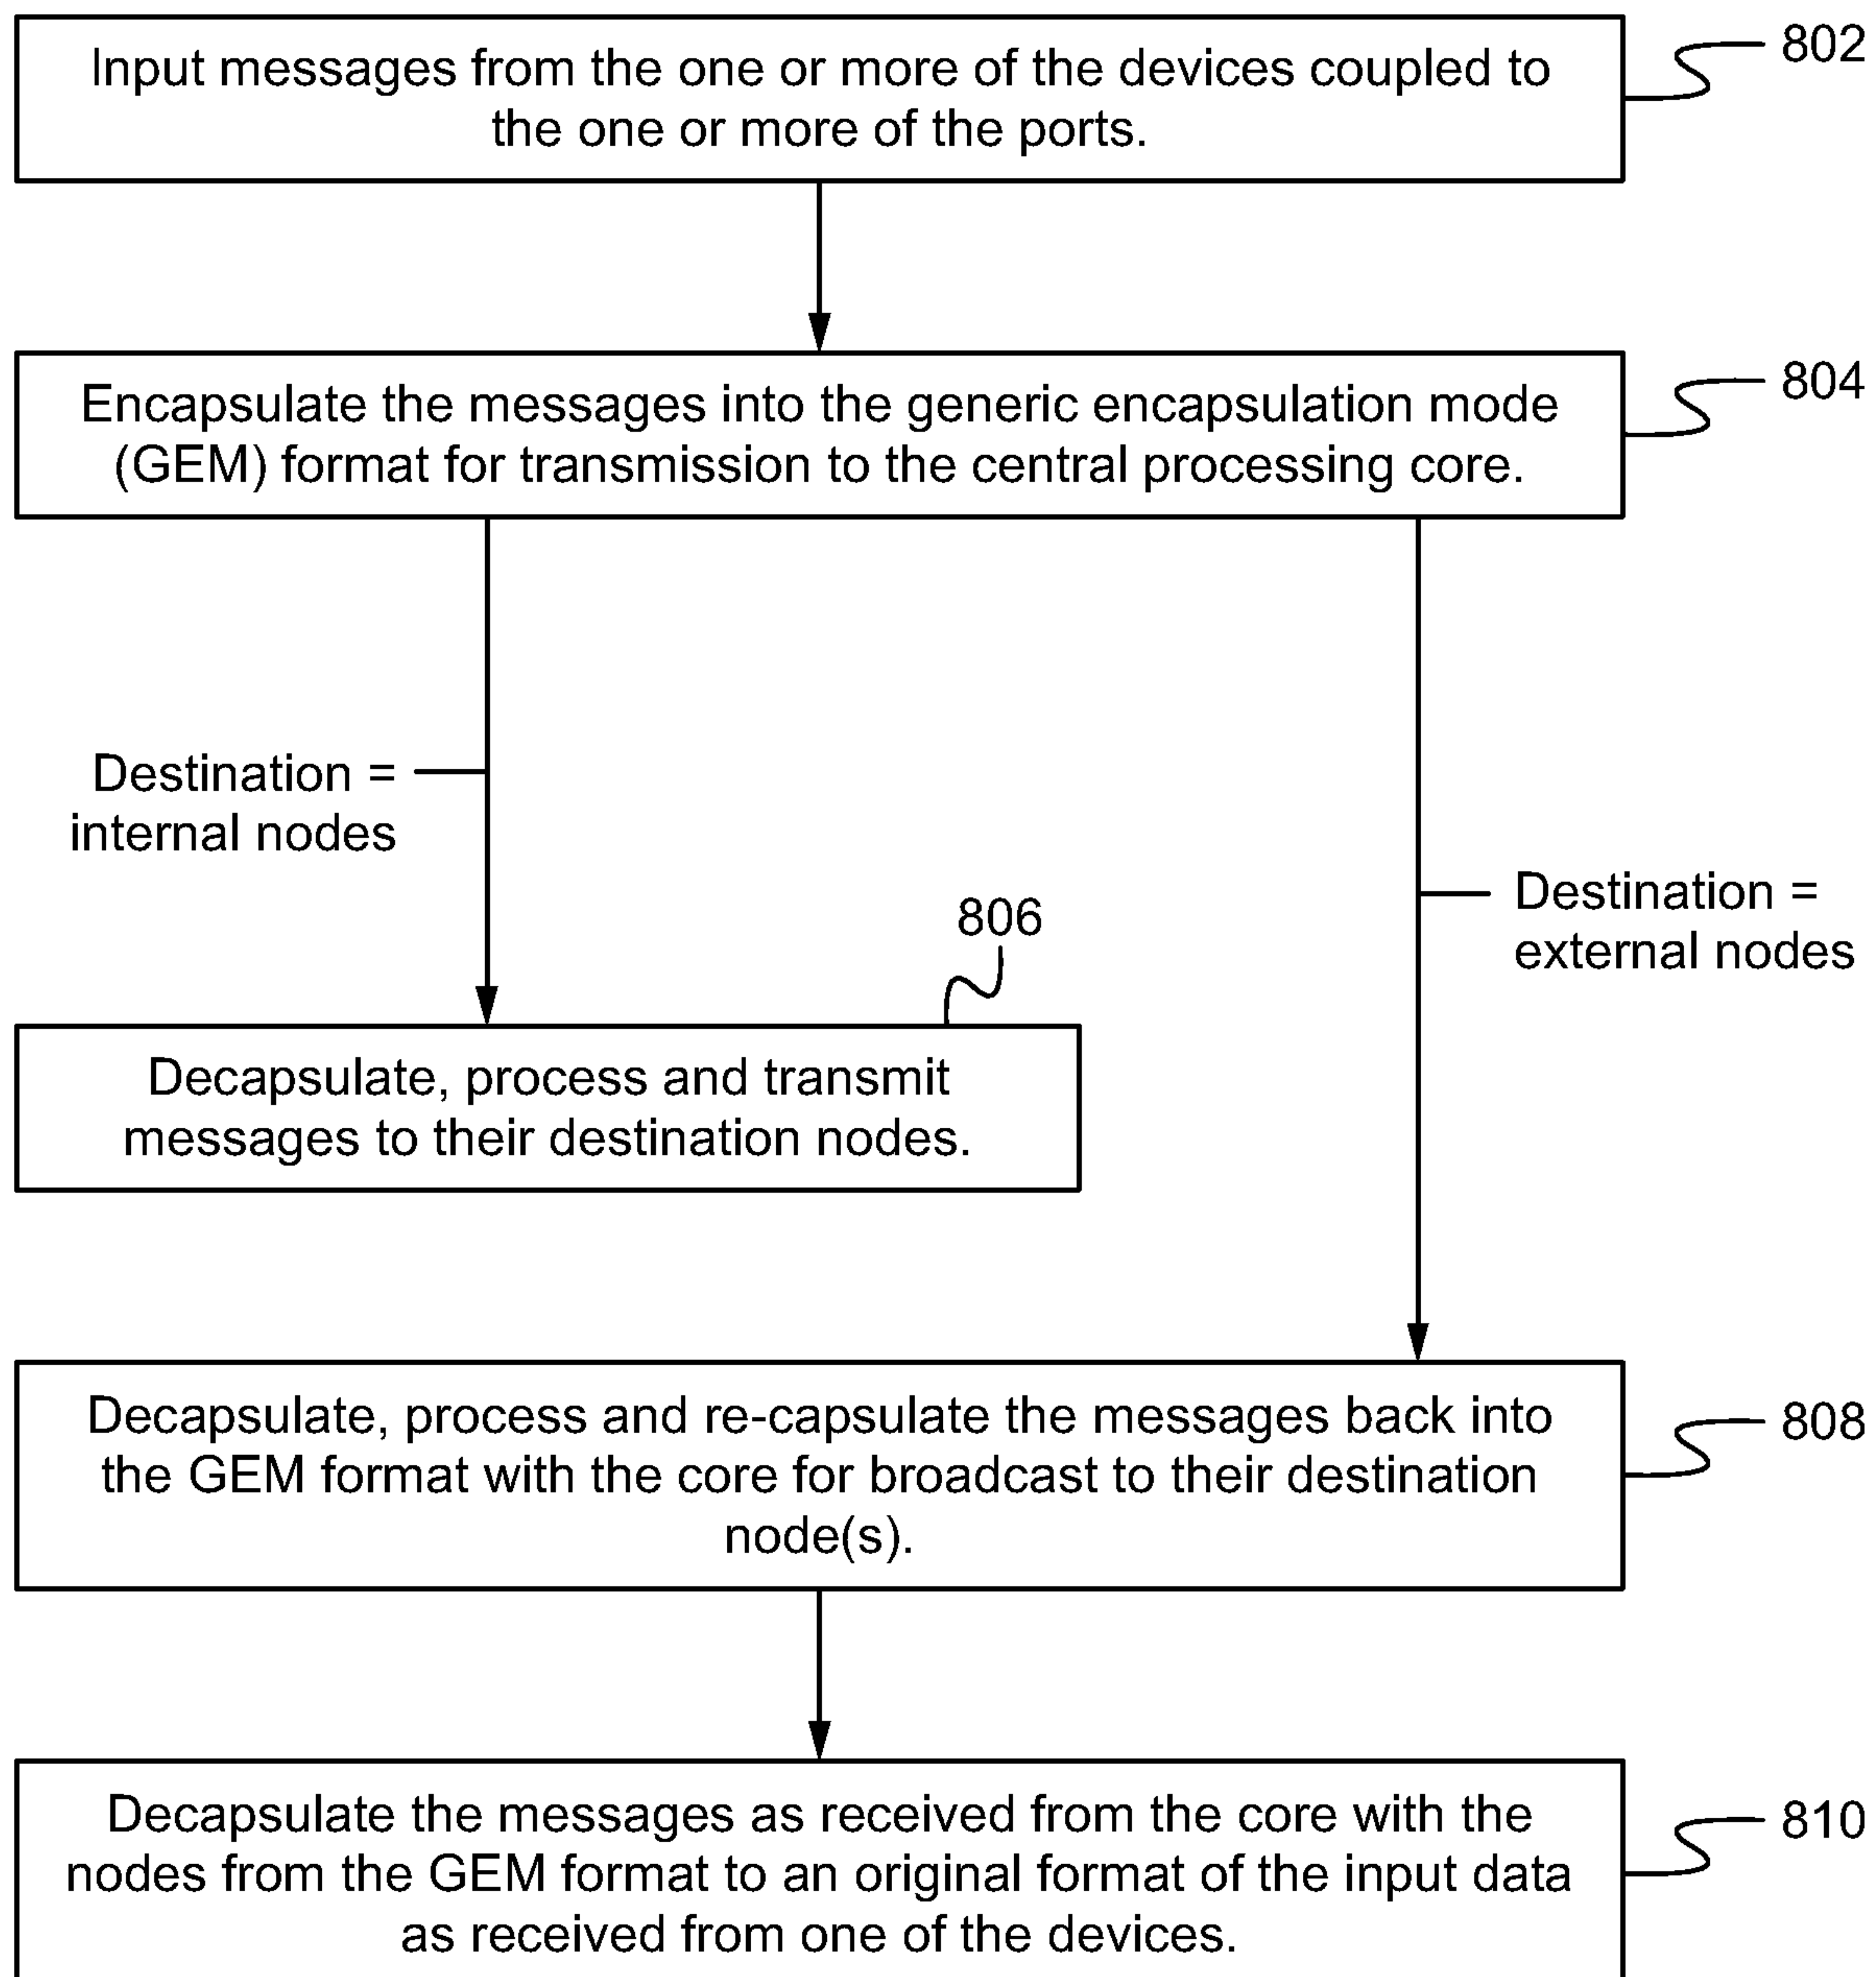 Input messages from the one or more of the devices coupled to
the one or more of the ports.
802
Encapsulate the messages into the generic encapsulation mode
(GEM) format for transmission to the central processing core.
804
Destination =
internal nodes
Destination =
external nodes
806
Decapsulate, process and transmit
messages to their destination nodes.
Decapsulate, process and re-capsulate the messages back into
the GEM format with the core for broadcast to their destination
node(s).
808
Decapsulate the messages as received from the core with the
nodes from the GEM format to an original format of the input data
as received from one of the devices.
810